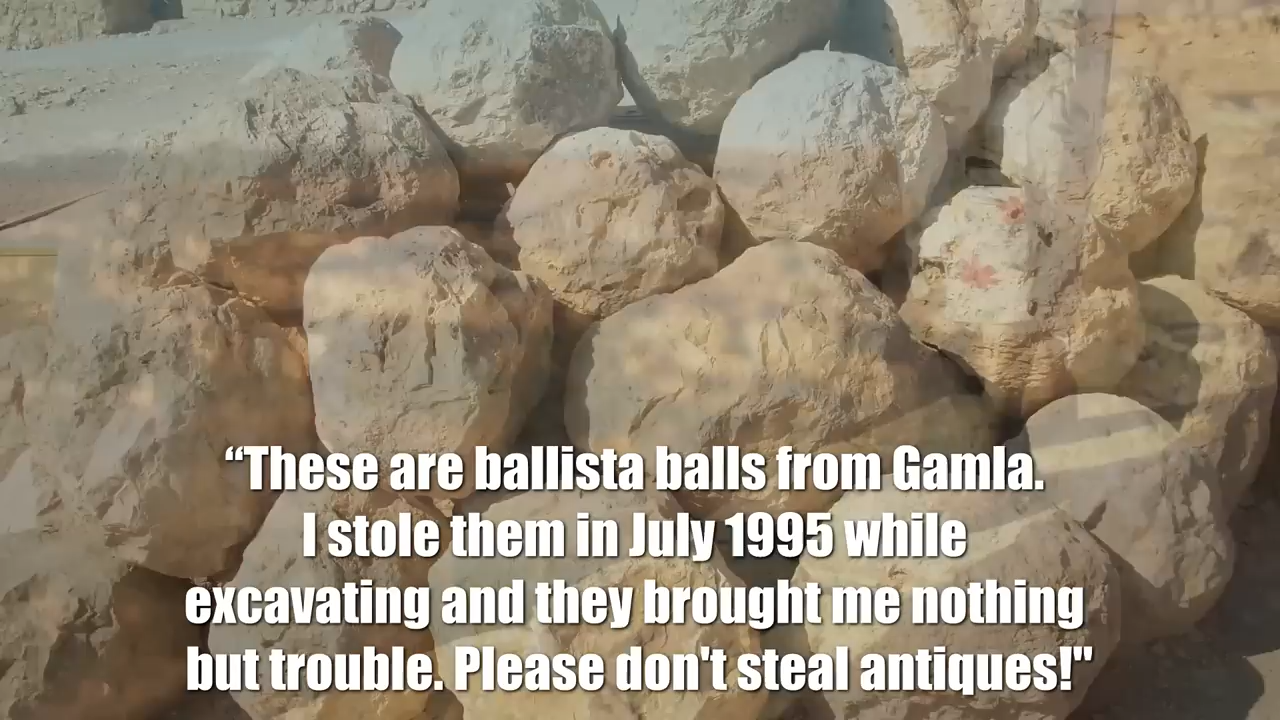 “These are ballista balls from Gamla.
I stole them in July 1995 while
excavating and they brought me nothing
but trouble. Please don't steal antiques!"